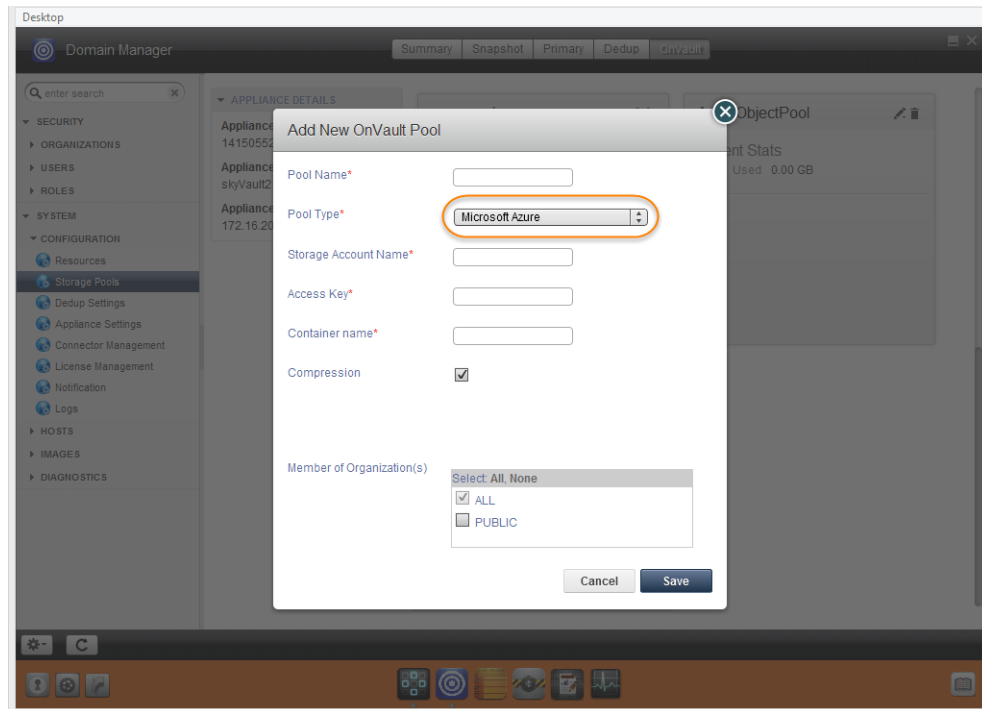 Desktop
Domain Manager
Summary Snapshot Primary Dedup OnVault
enter search
SECURITY
ORGANIZATIONS
USERS
ROLES
SYSTEM
CONFIGURATION
Resources
Storage Pools
Dedup Settings
Appliance Settings
Connector Management
License Management
Notification
Logs
HOSTS
IMAGES
DIAGNOSTICS
APPLIANCE DETAILS
Appliance
14150552
Appliance
skyVault2
Appliance
172.16.20
ObjectPool
ent Stats
Used 0.00 GB
Add New OnVault Pool
Pool Name*
Pool Type*
Microsoft Azure
Storage Account Name*
Access Key*
Container name*
Compression
Member of Organization(s)
Select: All, None
ALL
PUBLIC
Cancel Save